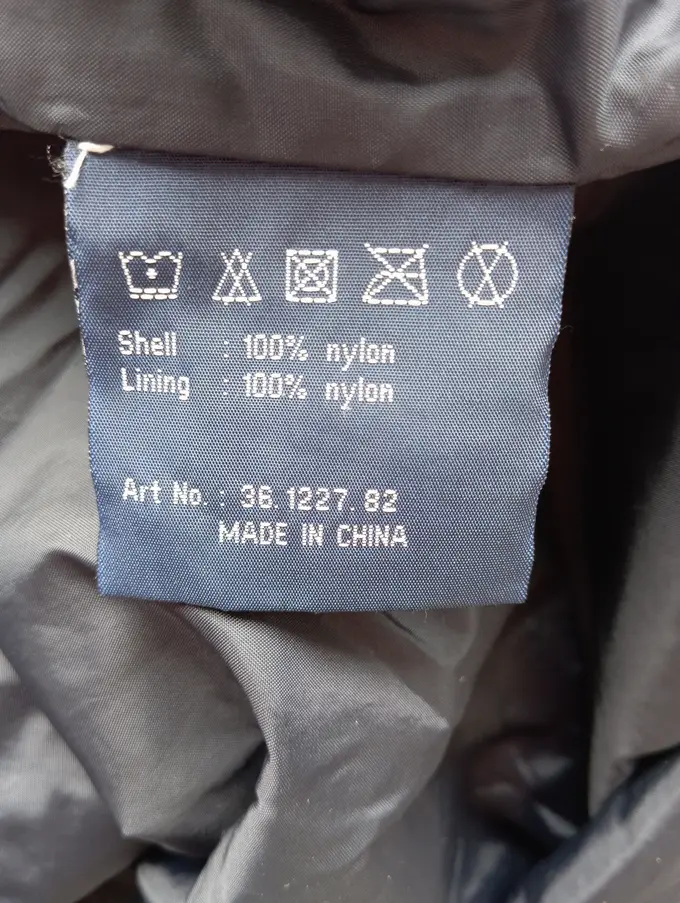 Shell : 100% nylon
Lining : 100% nylon
Art No. : 36.1227.82
MADE IN CHINA